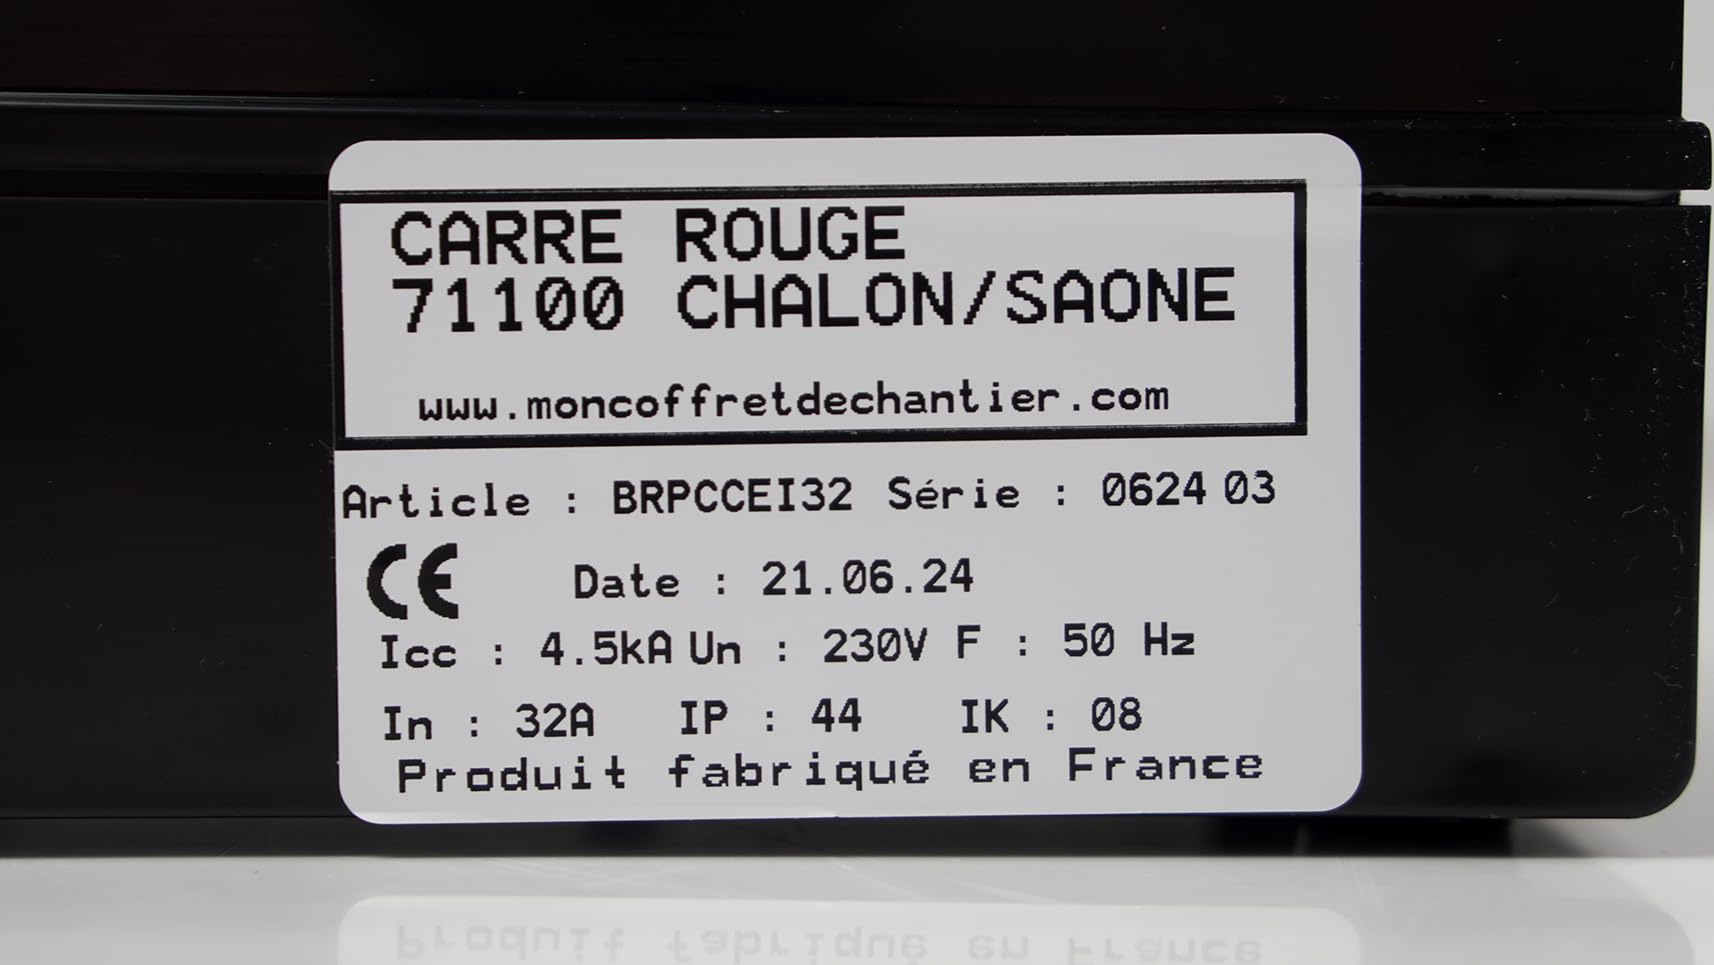 CARRE ROUGE
71100 CHALON/SAONE
www.moncoffretdechantier.com
Article : BRPCCEI32 Série : 0624 03
CE Date : 21.06.24
Icc : 4.5kA Un : 230V F : 50 Hz
In : 32A IP : 44 IK : 08
Produit fabriqué en France